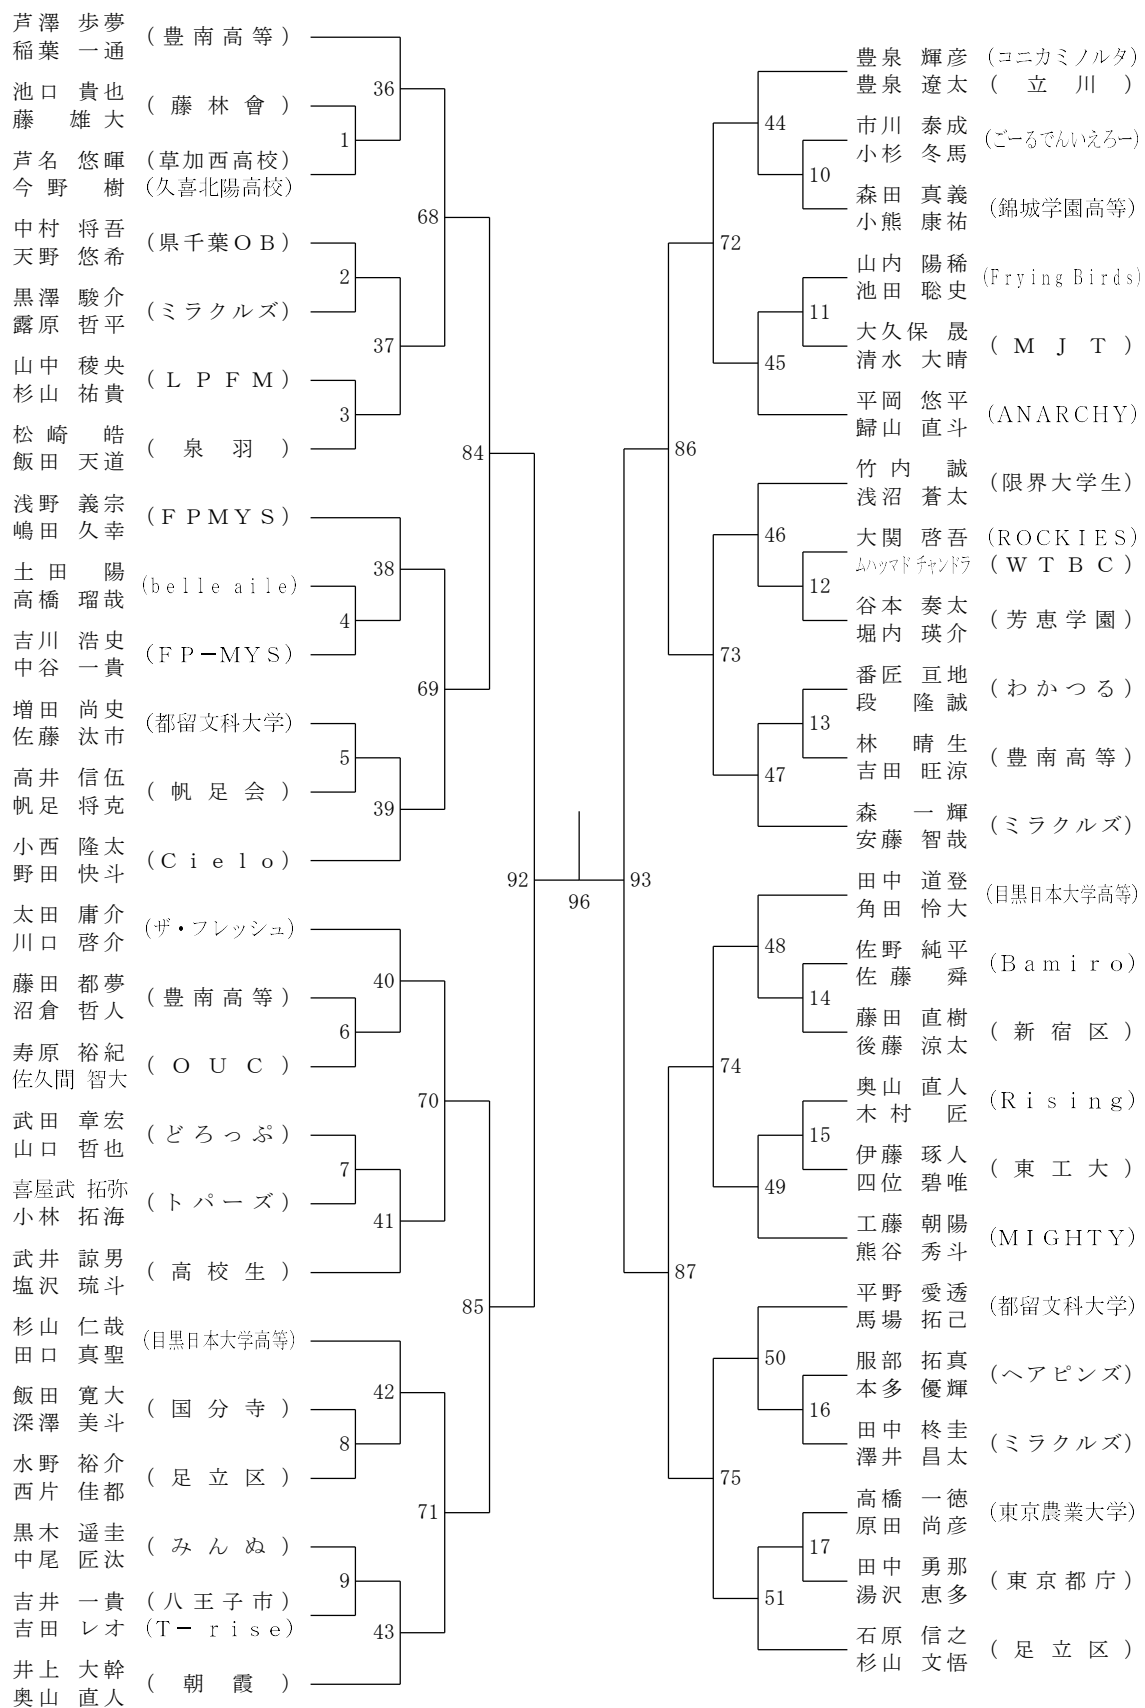 芦澤 歩夢
稲葉 一通
(豊南高等)
池口 貴也
藤 雄大
(藤林會)
芦名 悠暉 (草加西高校)
今野 樹 (久喜北陽高校)
中村 将吾
天野 悠希
(県千葉OB)
黒澤 駿介
露原 哲平
(ミラクルズ)
山中 稜央
杉山 祐貴
(LPFM)
松崎 皓
飯田 天道
(泉羽)
浅野 義宗
嶋田 久幸
(FPMYS)
土田 陽
高橋 瑠哉
(belle aile)
吉川 浩史
中谷 一貴
(FP-MYS)
増田 尚史
佐藤 汰市
(都留文科大学)
高井 信伍
帆足 将克
(帆足会)
小西 隆太
野田 快斗
(Cielo)
太田 庸介
川口 啓介
(ザ・フレッシュ)
藤田 都夢
沼倉 哲人
(豊南高等)
寿原 裕紀
佐久間 智大
(OUC)
武田 章宏
山口 哲也
(どろっぷ)
喜屋武 拓弥
小林 拓海
(トパーズ)
武井 諒男
塩沢 琉斗
(高校生)
杉山 仁哉
田口 真聖
(目黒日本大学高等)
飯田 寛大
深澤 美斗
(国分寺)
水野 裕介
西片 佳都
(足立区)
黒木 遥圭
中尾 匠汰
(みんぬ)
吉井 一貴 (八王子市)
吉田 レオ (T-rise)
井上 大幹
奥山 直人
(朝霞)
1
2
3
4
5
6
7
8
9
36
37
38
39
40
41
42
43
68
69
70
71
84
85
92
96
93
86
87
72
73
74
75
44
45
46
47
48
49
50
51
10
11
12
13
14
15
16
17
豊泉 輝彦 (コニカミノルタ)
豊泉 遼太 (立川)
市川 泰成
小杉 冬馬
(ごーるでんいえろー)
森田 真義
小熊 康祐
(錦城学園高等)
山内 陽稀
池田 聡史
(Frying Birds)
大久保 晟
清水 大晴
(MJT)
平岡 悠平
歸山 直斗
(ANARCHY)
竹内 誠
浅沼 蒼太
(限界大学生)
大関 啓吾 (ROCKIES)
ムハッマド チャンドラ (WTBC)
谷本 奏太
堀内 瑛介
(芳恵学園)
番匠 亘地
段 隆誠
(わかつる)
林 晴生
吉田 旺涼
(豊南高等)
森 一輝
安藤 智哉
(ミラクルズ)
田中 道登
角田 怜大
(目黒日本大学高等)
佐野 純平
佐藤 舜
(Bamiro)
藤田 直樹
後藤 涼太
(新宿区)
奥山 直人
木村 匠
(Rising)
伊藤 琢人
四位 碧唯
(東工大)
工藤 朝陽
熊谷 秀斗
(MIGHTY)
平野 愛透
馬場 拓己
(都留文科大学)
服部 拓真
本多 優輝
(ヘアピンズ)
田中 柊圭
澤井 昌太
(ミラクルズ)
高橋 一徳
原田 尚彦
(東京農業大学)
田中 勇那
湯沢 恵多
(東京都庁)
石原 信之
杉山 文悟
(足立区)